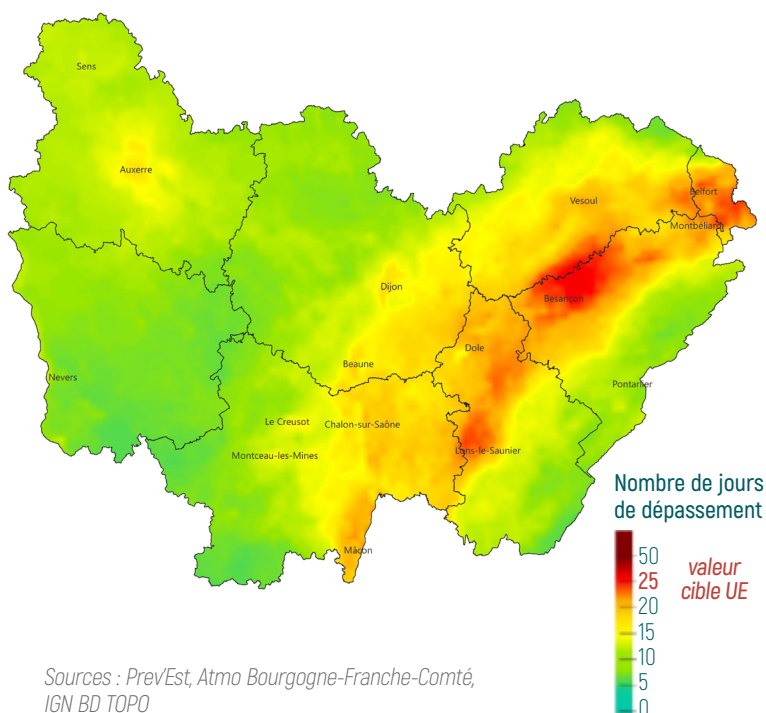 Sens
Auxerre
Vesoul
Belfort
Montbéliard
Dijon
Besançon
Dole
Beaune
Nevers
Pontarlier
Le Creusot
Chalon-sur-Saône
Lons-le-Saunier
Montceau-les-Mines
Mâcon
Nombre de jours
de dépassement
50
25
20
15
10
5
0
valeur
cible UE
Sources : Prev'Est, Atmo Bourgogne-Franche-Comté,
IGN BD TOPO